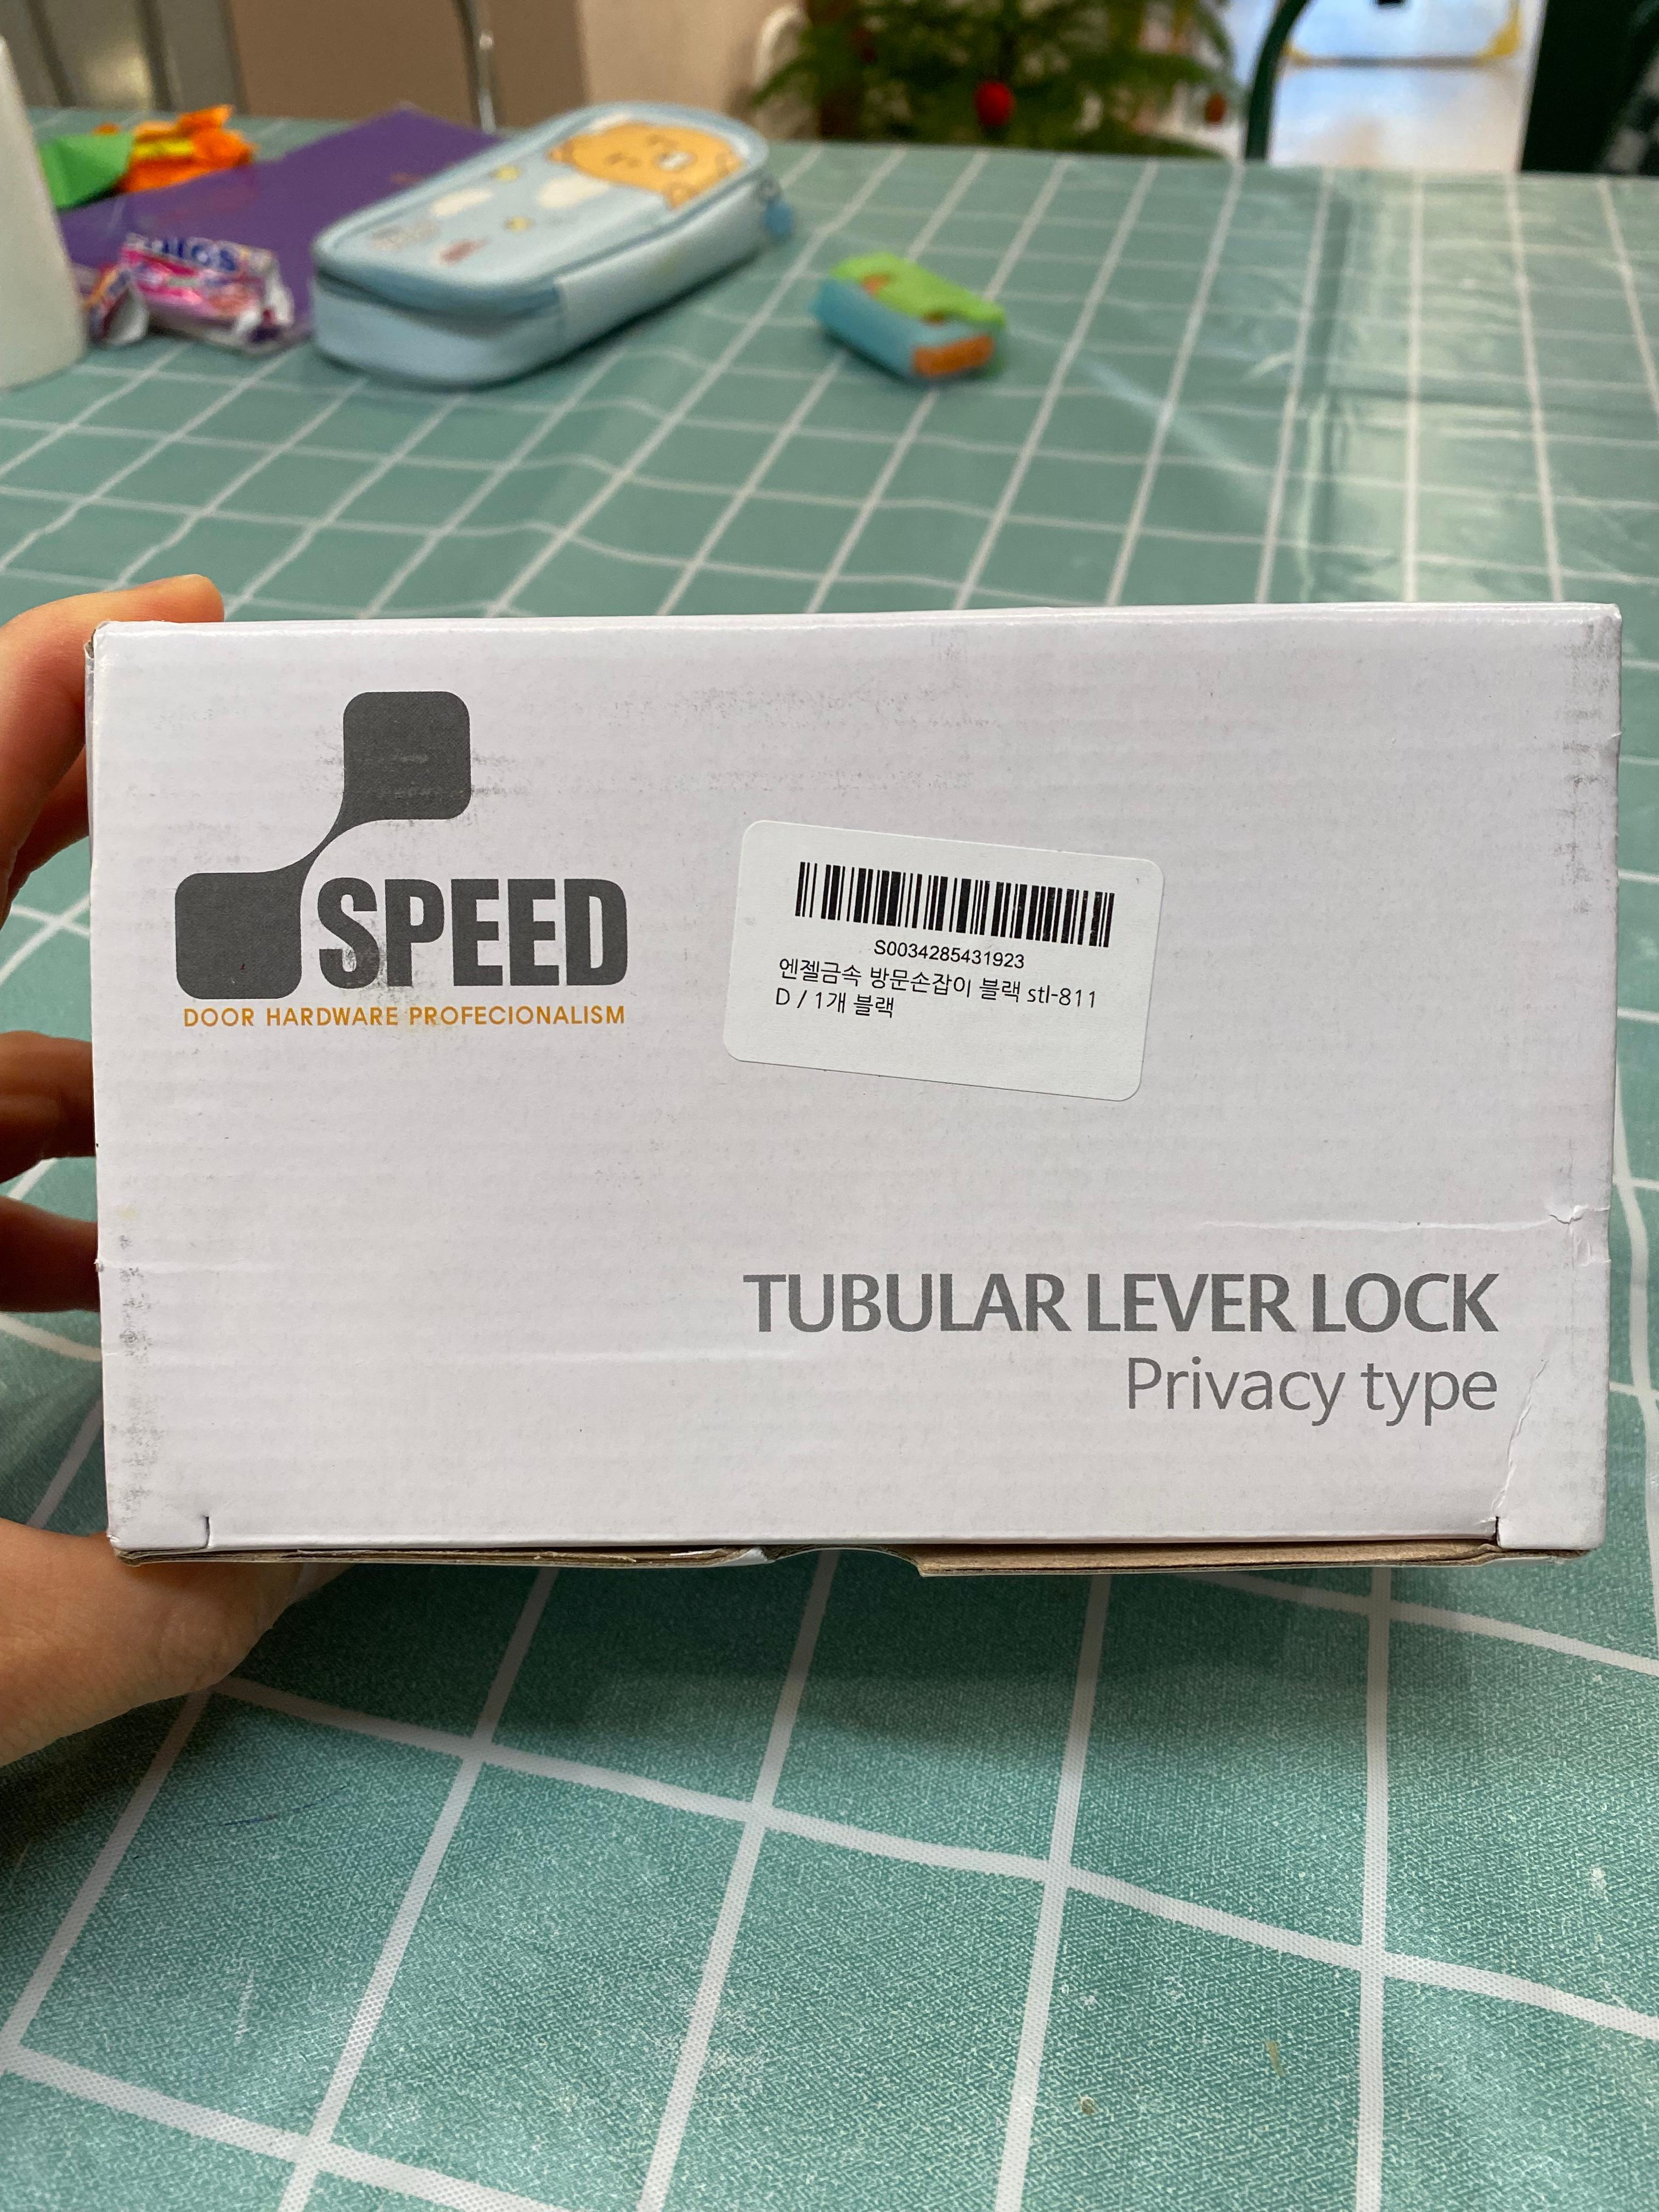 SPEED
DOOR HARDWARE PROFECIONALISM
S0034285431923
엔젤금속 방문손잡이 블랙 stl-811
D / 1개 블랙
TUBULAR LEVER LOCK
Privacy type